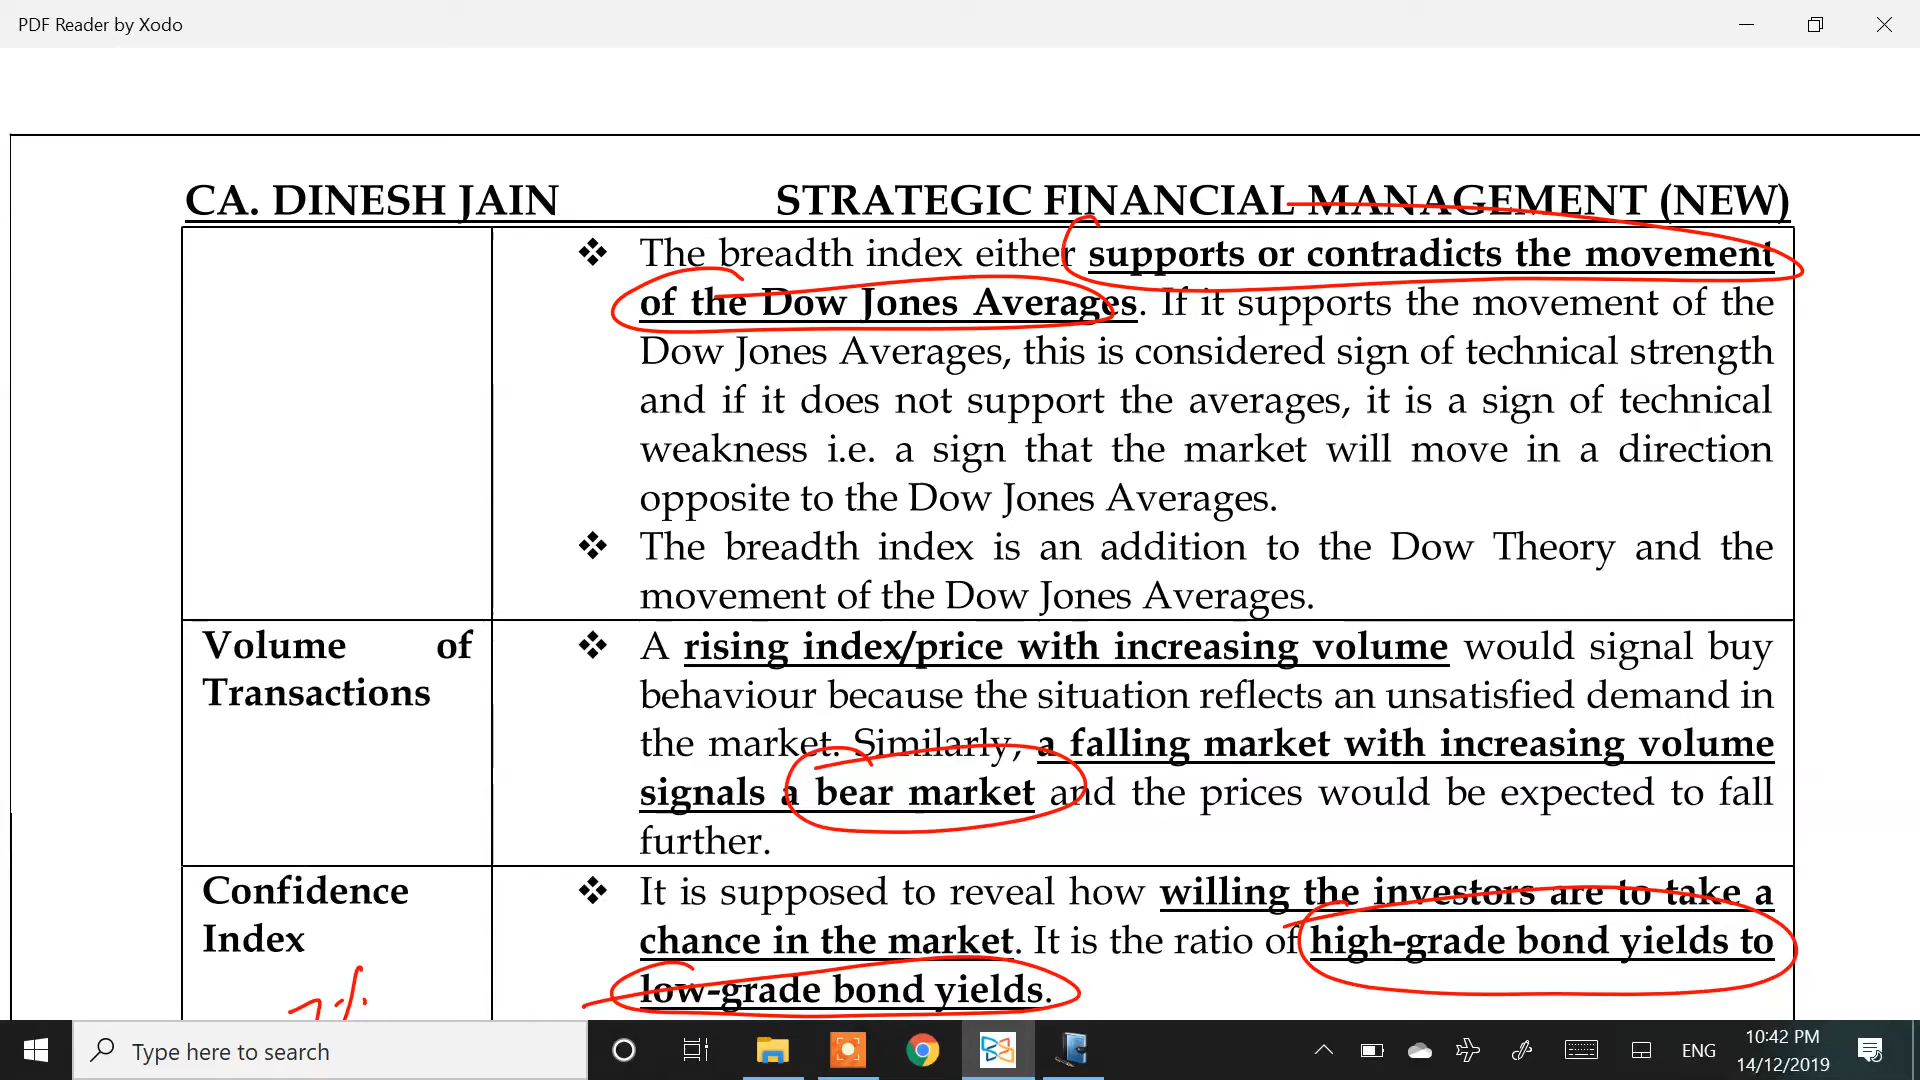 PDF Reader by Xodo
CA. DINESH JAIN STRATEGIC FINANCIAL MANAGEMENT (NEW)
❖ The breadth index either supports or contradicts the movement
of the Dow Jones Averages. If it supports the movement of the
Dow Jones Averages, this is considered sign of technical strength
and if it does not support the averages, it is a sign of technical
weakness i.e. a sign that the market will move in a direction
opposite to the Dow Jones Averages.
❖ The breadth index is an addition to the Dow Theory and the
movement of the Dow Jones Averages.
Volume of
Transactions
❖ A rising index/price with increasing volume would signal buy
behaviour because the situation reflects an unsatisfied demand in
the market. Similarly, a falling market with increasing volume
signals a bear market and the prices would be expected to fall
further.
Confidence
Index
❖ It is supposed to reveal how willing the investors are to take a
chance in the market. It is the ratio of high-grade bond yields to
low-grade bond yields.
Type here to search
ENG
10:42 PM
14/12/2019